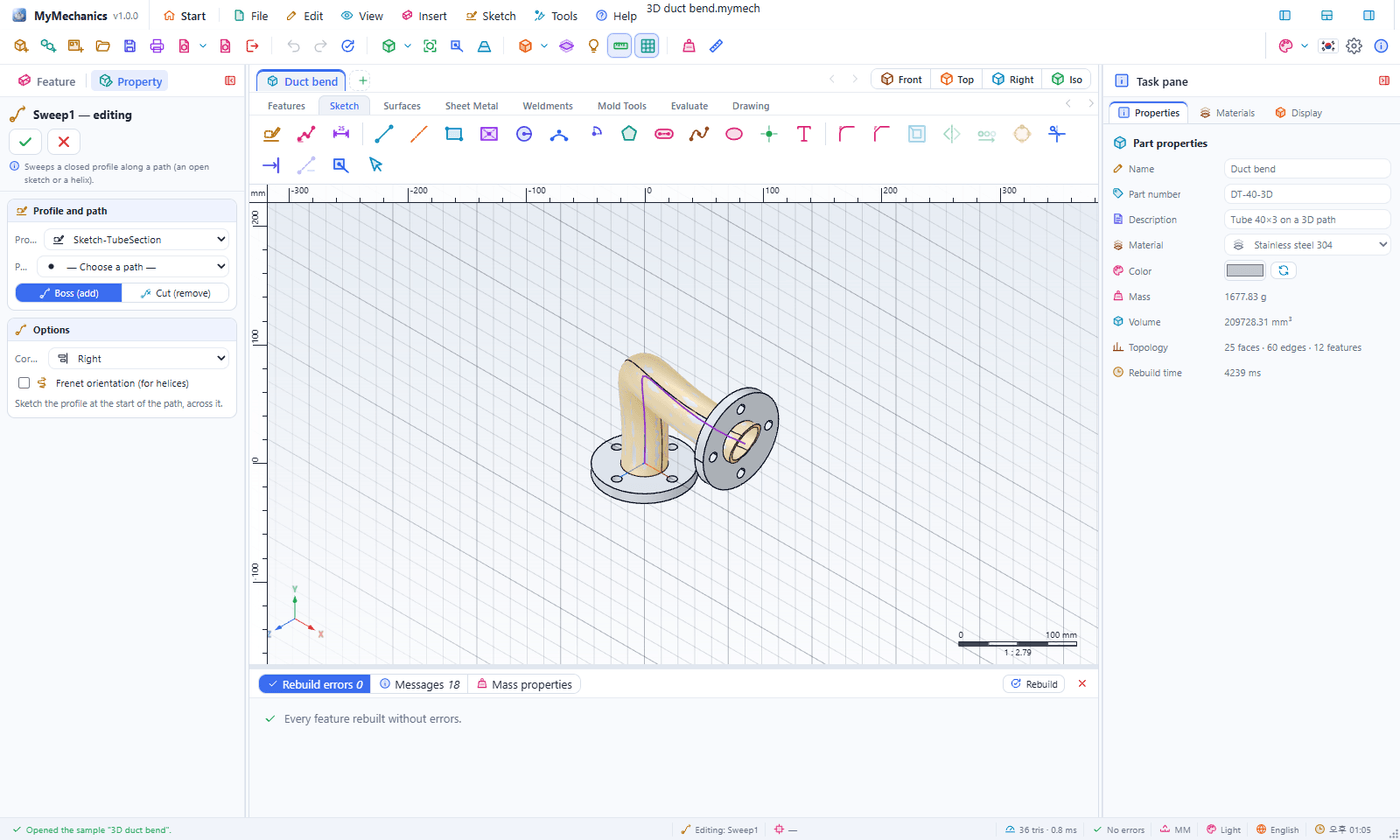 MyMechanics v1.0.0 Start File Edit View Insert Sketch Tools Help 3D duct bend.mymech
Feature Property
Duct bend
Front Top Right Iso
Task pane
Features Sketch Surfaces Sheet Metal Weldments Mold Tools Evaluate Drawing
Properties Materials Display
Sweep1 — editing
Sweeps a closed profile along a path (an open
sketch or a helix).
Profile and path
Pro... Sketch-TubeSection
P... — Choose a path —
Boss (add) Cut (remove)
Options
Cor... Right
Frenet orientation (for helices)
Sketch the profile at the start of the path, across it.
25
T
mm -300 -200 -100 0 100 200 300
200
100
0
-100
Y
X
Z
0 100 mm
1 : 2.79
Part properties
Name Duct bend
Part number DT-40-3D
Description Tube 40×3 on a 3D path
Material Stainless steel 304
Color
Mass 1677.83 g
Volume 209728.31 mm³
Topology 25 faces · 60 edges · 12 features
Rebuild time 4239 ms
Rebuild errors 0 Messages 18 Mass properties Rebuild
Every feature rebuilt without errors.
Opened the sample "3D duct bend". Editing: Sweep1 — 36 tris · 0.8 ms No errors MM Light English 오후 01:05